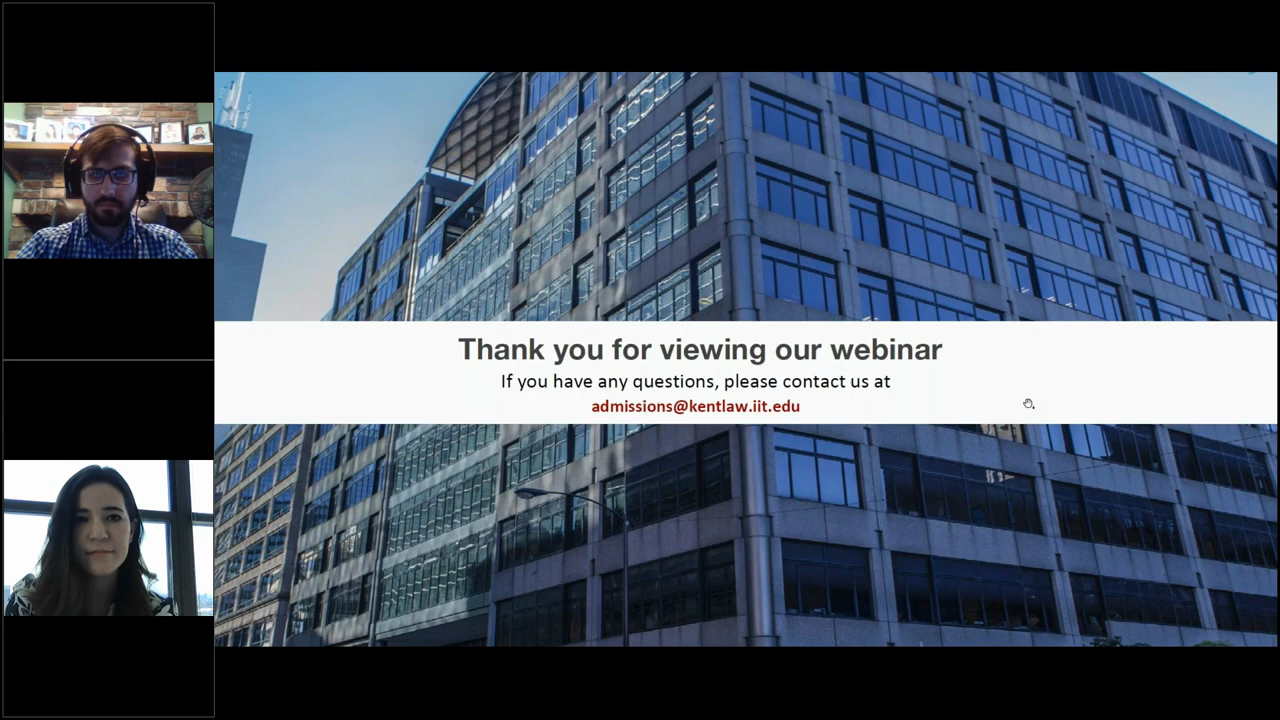 Thank you for viewing our webinar
If you have any questions, please contact us at
admissions@kentlaw.iit.edu